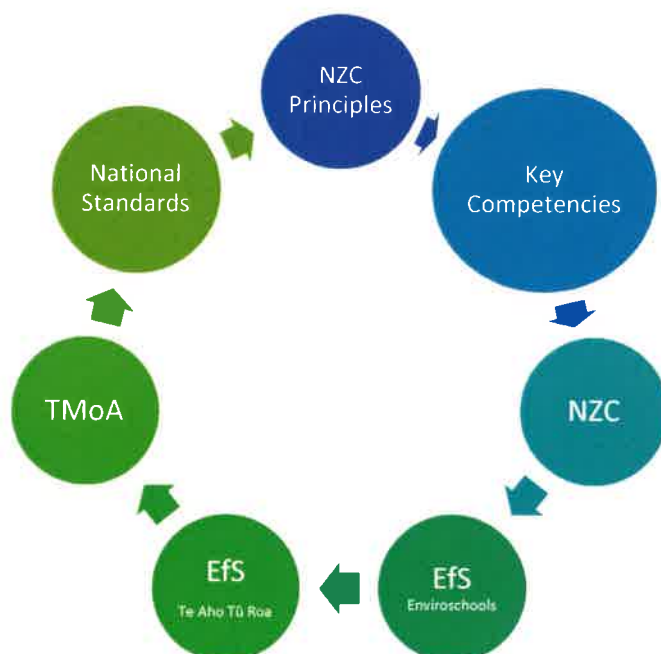 NZC
Principles
Key
Competencies
NZC
EfS
Enviroschools
EfS
Te Aho Tū Roa
TMoA
National
Standards